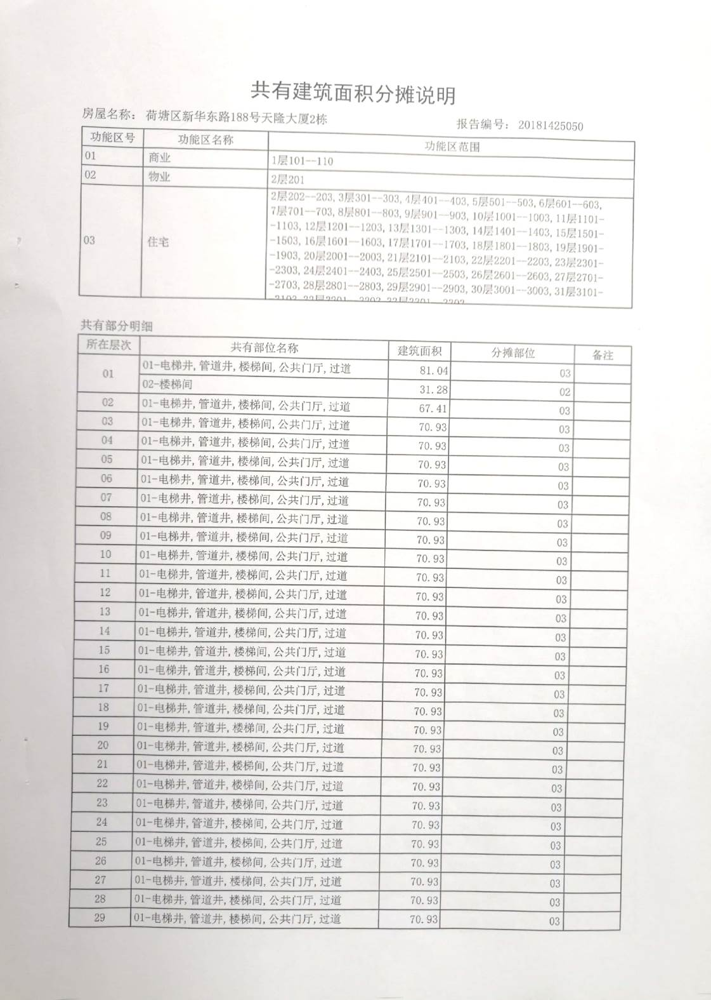 共有建筑面积分摊说明
房屋名称： 荷塘区新华东路188号天隆大厦2栋
报告编号： 20181425050
功能区号 功能区名称 功能区范围
01 商业 1层101--110
02 物业 2层201
03 住宅
2层202--203, 3层301--303, 4层401--403, 5层501--503, 6层601--603,
7层701--703, 8层801--803, 9层901--903, 10层1001--1003, 11层1101-
-1103, 12层1201--1203, 13层1301--1303, 14层1401--1403, 15层1501-
-1503, 16层1601--1603, 17层1701--1703, 18层1801--1803, 19层1901-
-1903, 20层2001--2003, 21层2101--2103, 22层2201--2203, 23层2301-
-2303, 24层2401--2403, 25层2501--2503, 26层2601--2603, 27层2701-
-2703, 28层2801--2803, 29层2901--2903, 30层3001--3003, 31层3101-
共有部分明细
所在层次 共有部位名称 建筑面积 分摊部位 备注
01 01-电梯井, 管道井, 楼梯间, 公共门厅, 过道 81.04 03
02-楼梯间 31.28 02
02 01-电梯井, 管道井, 楼梯间, 公共门厅, 过道 67.41 03
03 01-电梯井, 管道井, 楼梯间, 公共门厅, 过道 70.93 03
04 01-电梯井, 管道井, 楼梯间, 公共门厅, 过道 70.93 03
05 01-电梯井, 管道井, 楼梯间, 公共门厅, 过道 70.93 03
06 01-电梯井, 管道井, 楼梯间, 公共门厅, 过道 70.93 03
07 01-电梯井, 管道井, 楼梯间, 公共门厅, 过道 70.93 03
08 01-电梯井, 管道井, 楼梯间, 公共门厅, 过道 70.93 03
09 01-电梯井, 管道井, 楼梯间, 公共门厅, 过道 70.93 03
10 01-电梯井, 管道井, 楼梯间, 公共门厅, 过道 70.93 03
11 01-电梯井, 管道井, 楼梯间, 公共门厅, 过道 70.93 03
12 01-电梯井, 管道井, 楼梯间, 公共门厅, 过道 70.93 03
13 01-电梯井, 管道井, 楼梯间, 公共门厅, 过道 70.93 03
14 01-电梯井, 管道井, 楼梯间, 公共门厅, 过道 70.93 03
15 01-电梯井, 管道井, 楼梯间, 公共门厅, 过道 70.93 03
16 01-电梯井, 管道井, 楼梯间, 公共门厅, 过道 70.93 03
17 01-电梯井, 管道井, 楼梯间, 公共门厅, 过道 70.93 03
18 01-电梯井, 管道井, 楼梯间, 公共门厅, 过道 70.93 03
19 01-电梯井, 管道井, 楼梯间, 公共门厅, 过道 70.93 03
20 01-电梯井, 管道井, 楼梯间, 公共门厅, 过道 70.93 03
21 01-电梯井, 管道井, 楼梯间, 公共门厅, 过道 70.93 03
22 01-电梯井, 管道井, 楼梯间, 公共门厅, 过道 70.93 03
23 01-电梯井, 管道井, 楼梯间, 公共门厅, 过道 70.93 03
24 01-电梯井, 管道井, 楼梯间, 公共门厅, 过道 70.93 03
25 01-电梯井, 管道井, 楼梯间, 公共门厅, 过道 70.93 03
26 01-电梯井, 管道井, 楼梯间, 公共门厅, 过道 70.93 03
27 01-电梯井, 管道井, 楼梯间, 公共门厅, 过道 70.93 03
28 01-电梯井, 管道井, 楼梯间, 公共门厅, 过道 70.93 03
29 01-电梯井, 管道井, 楼梯间, 公共门厅, 过道 70.93 03